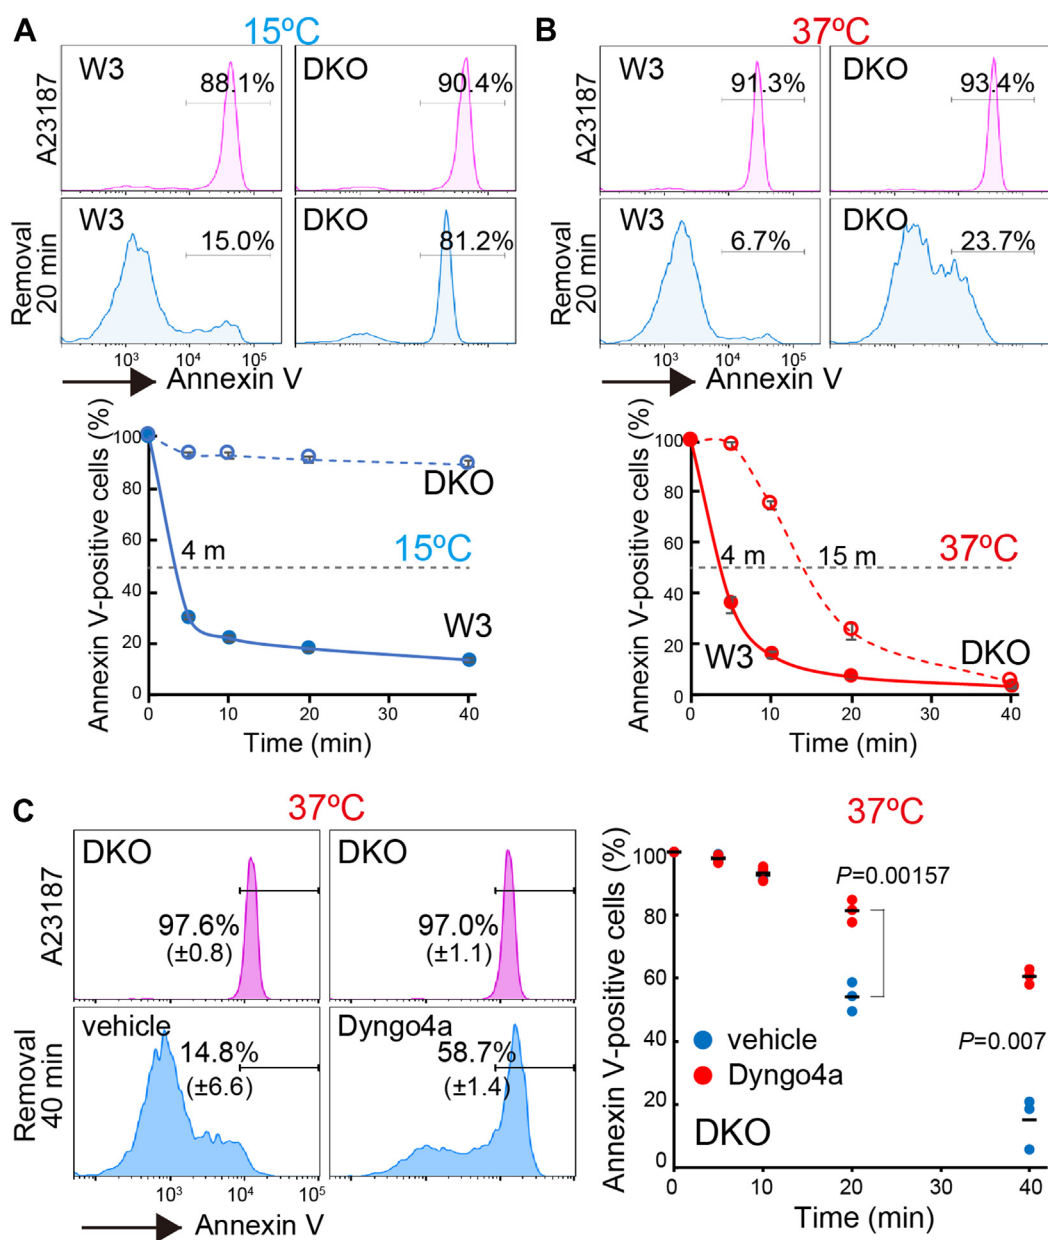 A
15ºC
W3
88.1%
DKO
90.4%
A23187
W3
15.0%
DKO
81.2%
Removal
20 min
10³ 10⁴ 10⁵
Annexin V
Annexin V-positive cells (%)
100
80
60
40
20
0
DKO
4 m
15ºC
W3
0 10 20 30 40
Time (min)
B
37ºC
W3
91.3%
DKO
93.4%
A23187
W3
6.7%
DKO
23.7%
Removal
20 min
10³ 10⁴ 10⁵
Annexin V
Annexin V-positive cells (%)
100
80
60
40
20
0
4 m
15 m
37ºC
W3
DKO
0 10 20 30 40
Time (min)
C
37ºC
DKO
97.6%
(±0.8)
DKO
97.0%
(±1.1)
A23187
vehicle
14.8%
(±6.6)
Dyngo4a
58.7%
(±1.4)
Removal
40 min
10³ 10⁴ 10⁵
Annexin V
37ºC
Annexin V-positive cells (%)
100
80
60
40
20
0
P=0.00157
vehicle
Dyngo4a
P=0.007
DKO
0 10 20 30 40
Time (min)